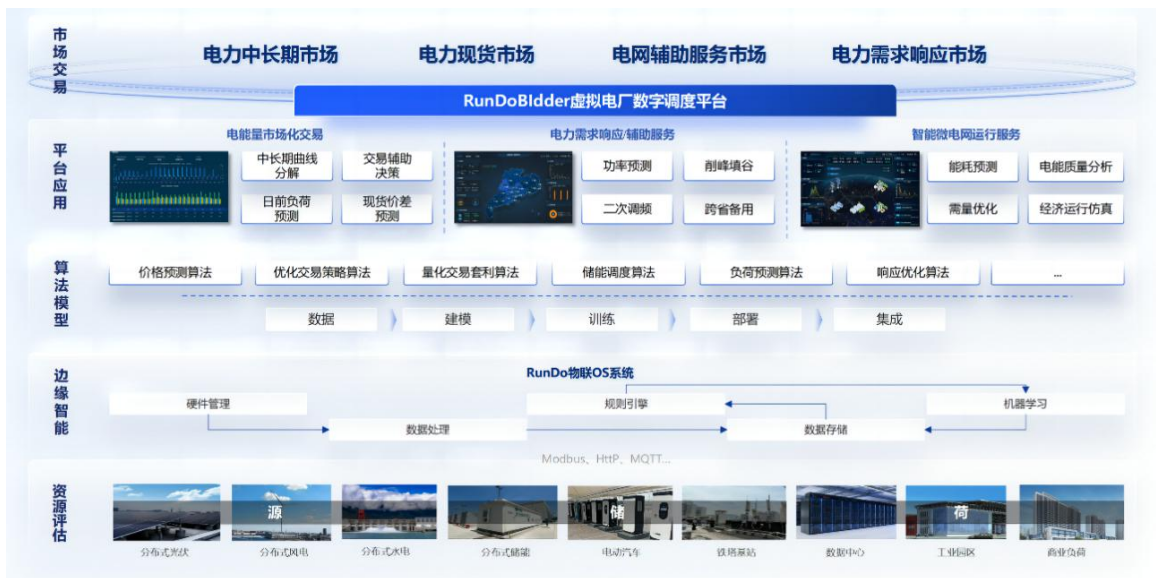 市场交易
电力中长期市场 电力现货市场 电网辅助服务市场 电力需求响应市场
RunDoBIdder虚拟电厂数字调度平台
平台应用
电能量市场化交易 电力需求响应/辅助服务 智能微电网运行服务
中长期曲线
分解
交易辅助
决策
日前负荷
预测
现货价差
预测
功率预测 削峰填谷
二次调频 跨省备用
能耗预测 电能质量分析
需量优化 经济运行仿真
算法模型
价格预测算法 优化交易策略算法 量化交易套利算法 储能调度算法 负荷预测算法 响应优化算法 ...
数据 建模 训练 部署 集成
边缘智能
RunDo物联OS系统
硬件管理 规则引擎 机器学习
数据处理 数据存储
Modbus、HttP、MQTT...
资源评估
源 储 荷
分布式光伏 分布式风电 分布式水电 分布式储能 电动汽车 铁塔基站 数据中心 工业园区 商业负荷